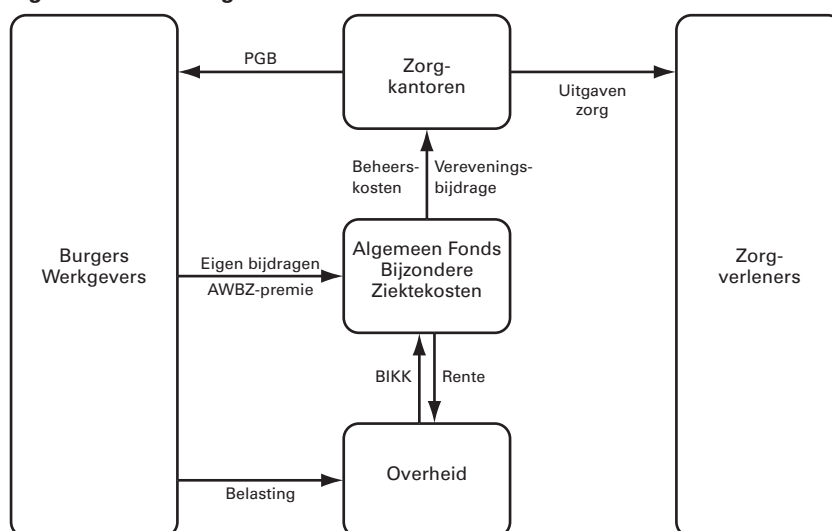 PGB
Zorg-
kantoren
Uitgaven
zorg
Beheers-
kosten
Verevenings-
bijdrage
Burgers
Werkgevers
Eigen bijdragen
AWBZ-premie
Algemeen Fonds
Bijzondere
Ziektekosten
Zorg-
verleners
BIKK
Rente
Overheid
Belasting